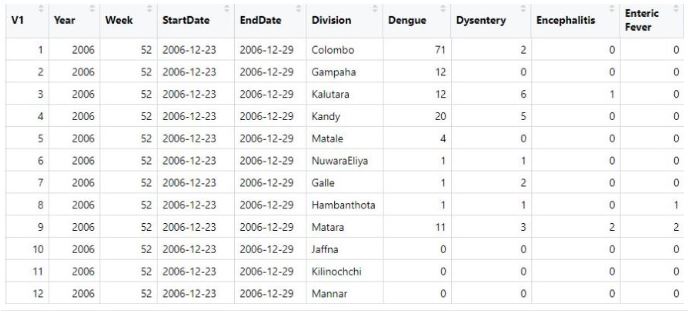 V1 Year Week StartDate EndDate Division Dengue Dysentery Encephalitis Enteric Fever
1 2006 52 2006-12-23 2006-12-29 Colombo 71 2 0 0
2 2006 52 2006-12-23 2006-12-29 Gampaha 12 0 0 0
3 2006 52 2006-12-23 2006-12-29 Kalutara 12 6 1 0
4 2006 52 2006-12-23 2006-12-29 Kandy 20 5 0 0
5 2006 52 2006-12-23 2006-12-29 Matale 4 0 0 0
6 2006 52 2006-12-23 2006-12-29 NuwaraEliya 1 1 0 0
7 2006 52 2006-12-23 2006-12-29 Galle 1 2 0 0
8 2006 52 2006-12-23 2006-12-29 Hambanthota 1 1 0 1
9 2006 52 2006-12-23 2006-12-29 Matara 11 3 2 2
10 2006 52 2006-12-23 2006-12-29 Jaffna 0 0 0 0
11 2006 52 2006-12-23 2006-12-29 Kilinochchi 0 0 0 0
12 2006 52 2006-12-23 2006-12-29 Mannar 0 0 0 0